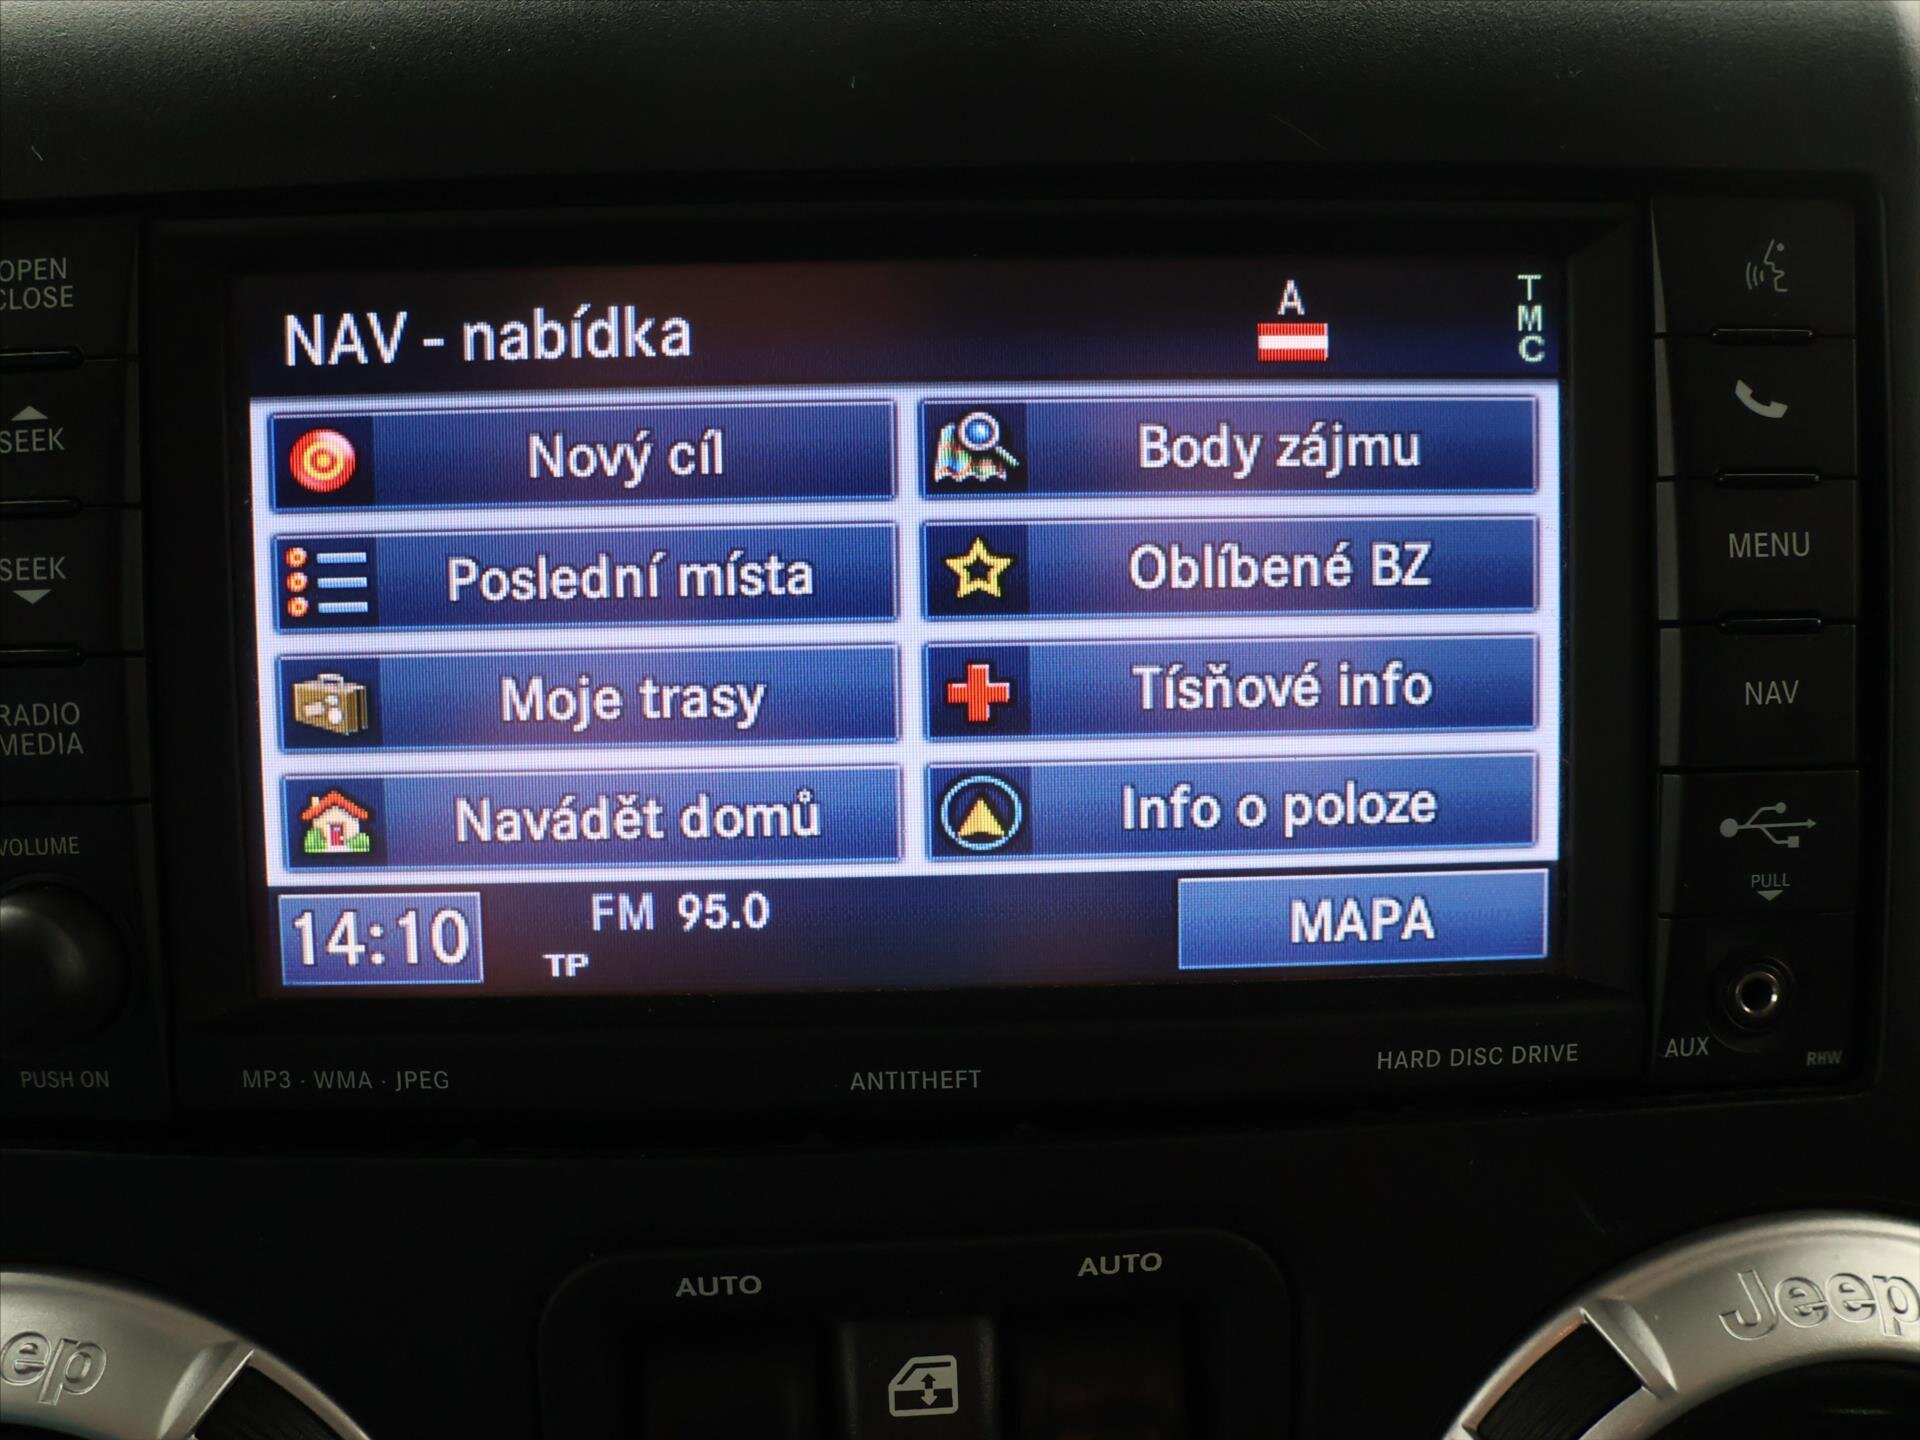 OPEN
CLOSE
SEEK
SEEK
RADIO
MEDIA
VOLUME
PUSH ON
NAV - nabídka
A
TMC
Nový cíl
Body zájmu
Poslední místa
Oblíbené BZ
Moje trasy
Tísňové info
Navádět domů
Info o poloze
14:10
FM 95.0
TP
MAPA
MENU
NAV
PULL
AUX
RHW
MP3 · WMA · JPEG
ANTITHEFT
HARD DISC DRIVE
AUTO
AUTO
Jeep
eep